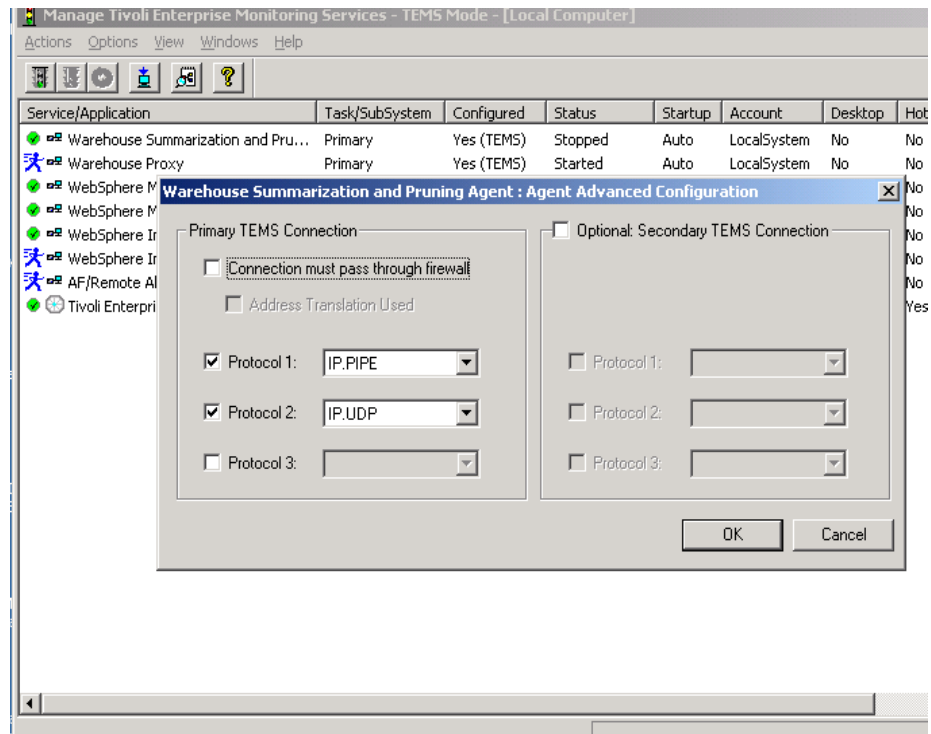 Manage Tivoli Enterprise Monitoring Services - TEMS Mode - [Local Computer]
Actions Options View Windows Help
Service/Application Task/SubSystem Configured Status Startup Account Desktop Hot
Warehouse Summarization and Pru... Primary Yes (TEMS) Stopped Auto LocalSystem No No
Warehouse Proxy Primary Yes (TEMS) Started Auto LocalSystem No No
WebSphere M No
WebSphere M No
WebSphere Ir No
WebSphere Ir No
AF/Remote Al No
Tivoli Enterpri Yes
Warehouse Summarization and Pruning Agent : Agent Advanced Configuration
Primary TEMS Connection
Connection must pass through firewall
Address Translation Used
Protocol 1: IP.PIPE
Protocol 2: IP.UDP
Protocol 3:
Optional: Secondary TEMS Connection
Protocol 1:
Protocol 2:
Protocol 3:
OK Cancel